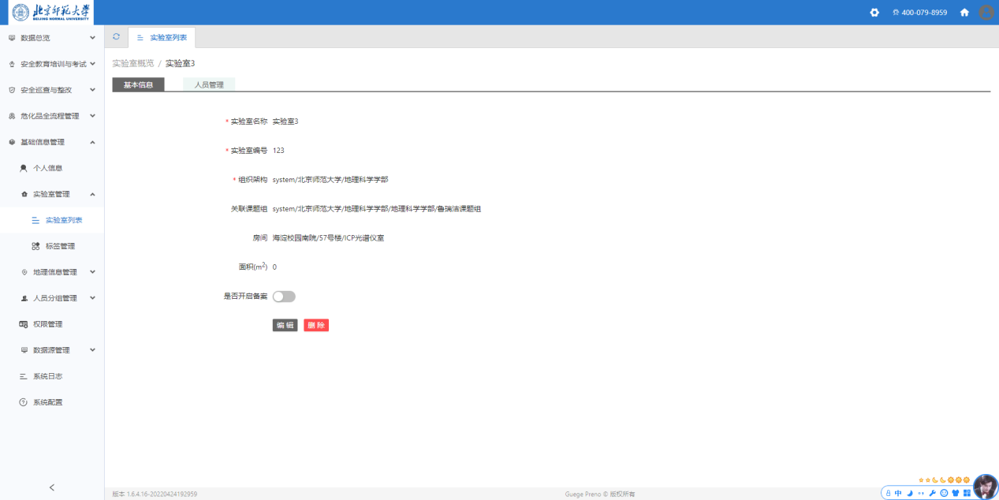 北京师范大学
BEIJING NORMAL UNIVERSITY
400-079-8959
数据总览
实验室列表
安全教育培训与考试
实验室概览 / 实验室3
安全巡查与整改
基本信息
人员管理
危化品全流程管理
* 实验室名称 实验室3
基础信息管理
* 实验室编号 123
个人信息
* 组织架构 system/北京师范大学/地理科学学部
实验室管理
关联课题组 system/北京师范大学/地理科学学部/地理科学学部/鲁瑞洁课题组
实验室列表
房间 海淀校园南院/57号楼/ICP光谱仪室
标签管理
面积(m²) 0
地理信息管理
是否开启备案
人员分组管理
编 辑
删 除
权限管理
数据源管理
系统日志
系统配置
中
版本 1.6.4.16-20220424192959
Guege Preno © 版权所有